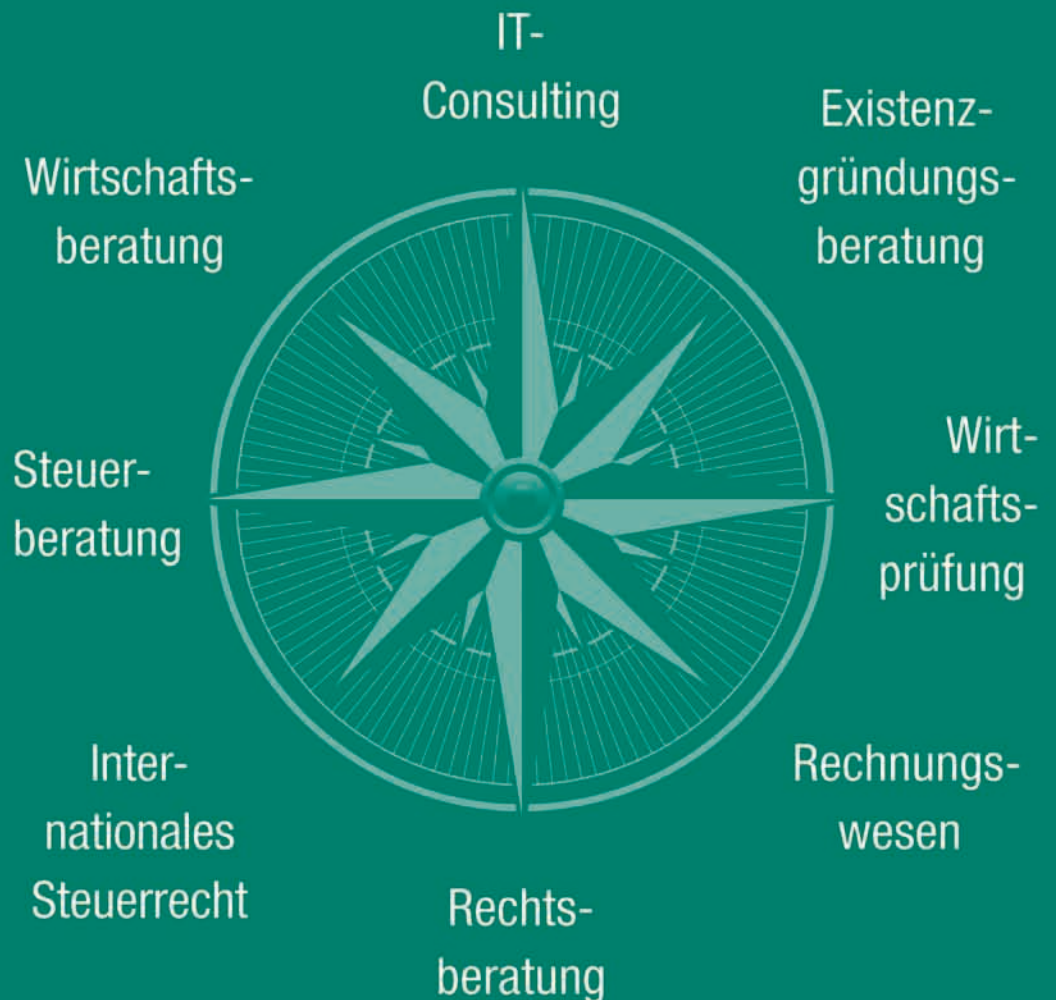 IT-
Consulting
Existenz-
gründungs-
beratung
Wirtschafts-
beratung
Wirt-
schafts-
prüfung
Steuer-
beratung
Rechnungs-
wesen
Inter-
nationales
Steuerrecht
Rechts-
beratung